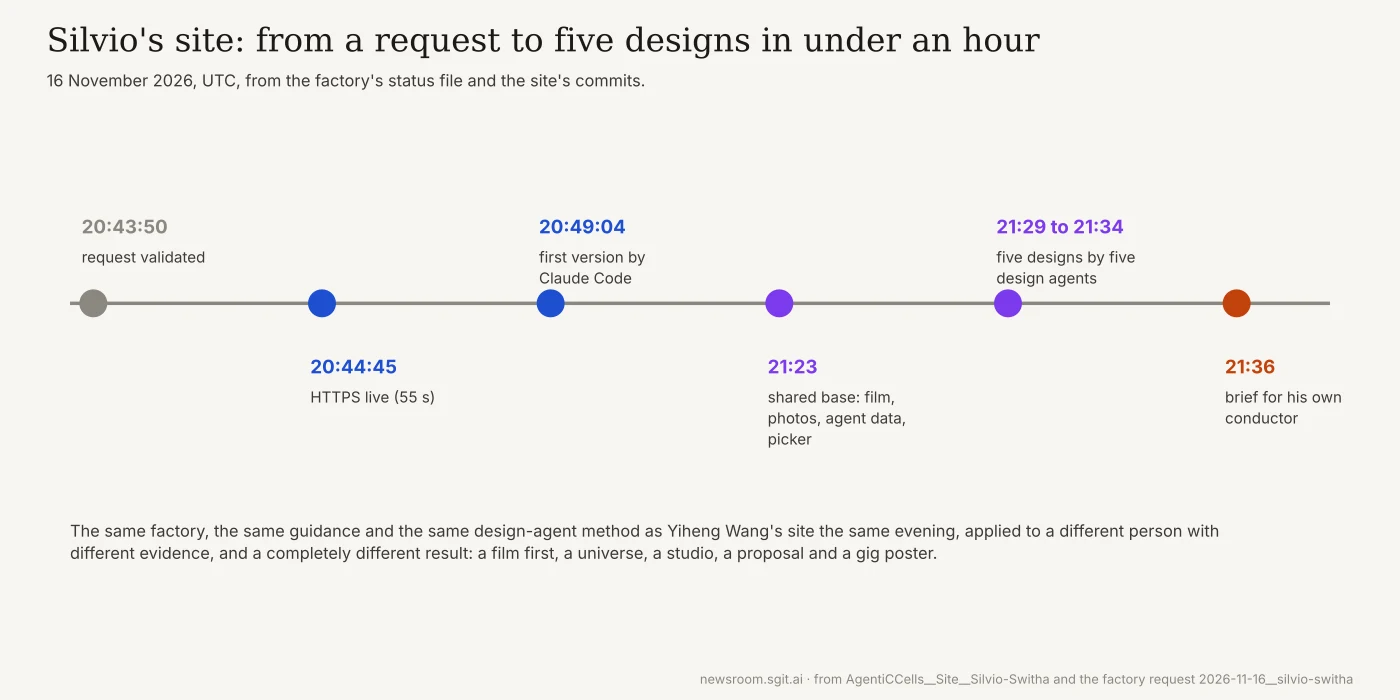 Silvio's site: from a request to five designs in under an hour
16 November 2026, UTC, from the factory's status file and the site's commits.
20:43:50
request validated
20:49:04
first version by
Claude Code
21:29 to 21:34
five designs by five
design agents
20:44:45
HTTPS live (55 s)
21:23
shared base: film,
photos, agent data,
picker
21:36
brief for his own
conductor
The same factory, the same guidance and the same design-agent method as Yiheng Wang's site the same evening, applied to a different person with
different evidence, and a completely different result: a film first, a universe, a studio, a proposal and a gig poster.
newsroom.sgit.ai · from AgentiCCells__Site__Silvio-Switha and the factory request 2026-11-16__silvio-switha